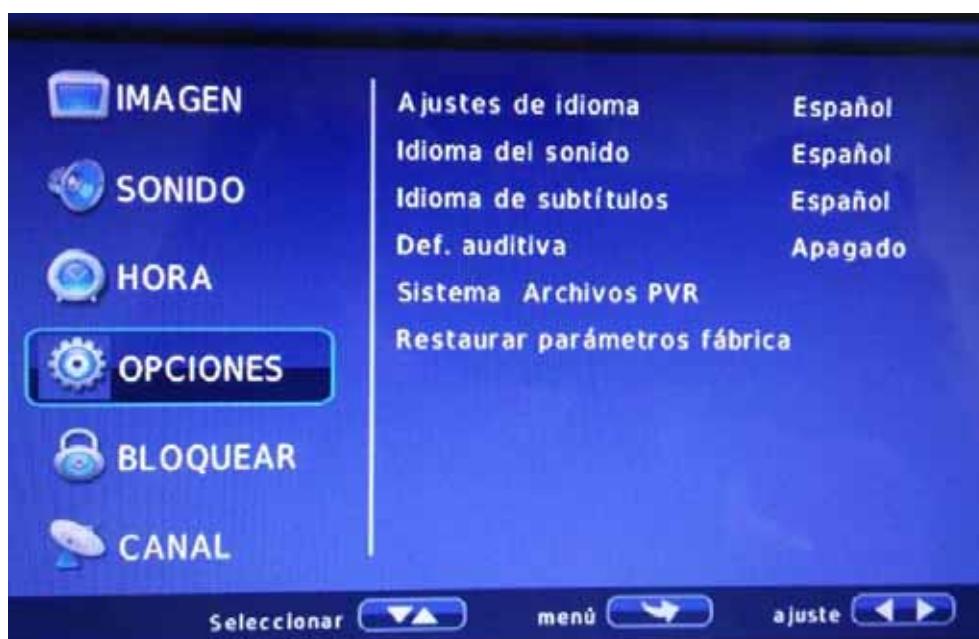 IMAGEN
SONIDO
HORA
OPCIONES
BLOQUEAR
CANAL
Ajustes de idioma Español
Idioma del sonido Español
Idioma de subtítulos Español
Def. auditiva Apagado
Sistema Archivos PVR
Restaurar parámetros fábrica
Seleccionar menú ajuste